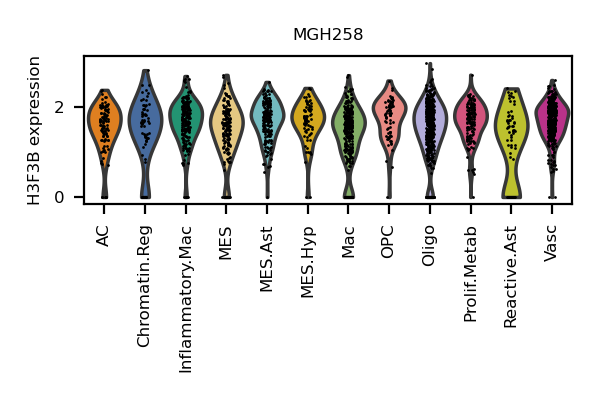 MGH258
H3F3B expression
2
0
AC
Chromatin.Reg
Inflammatory.Mac
MES
MES.Ast
MES.Hyp
Mac
OPC
Oligo
Prolif.Metab
Reactive.Ast
Vasc